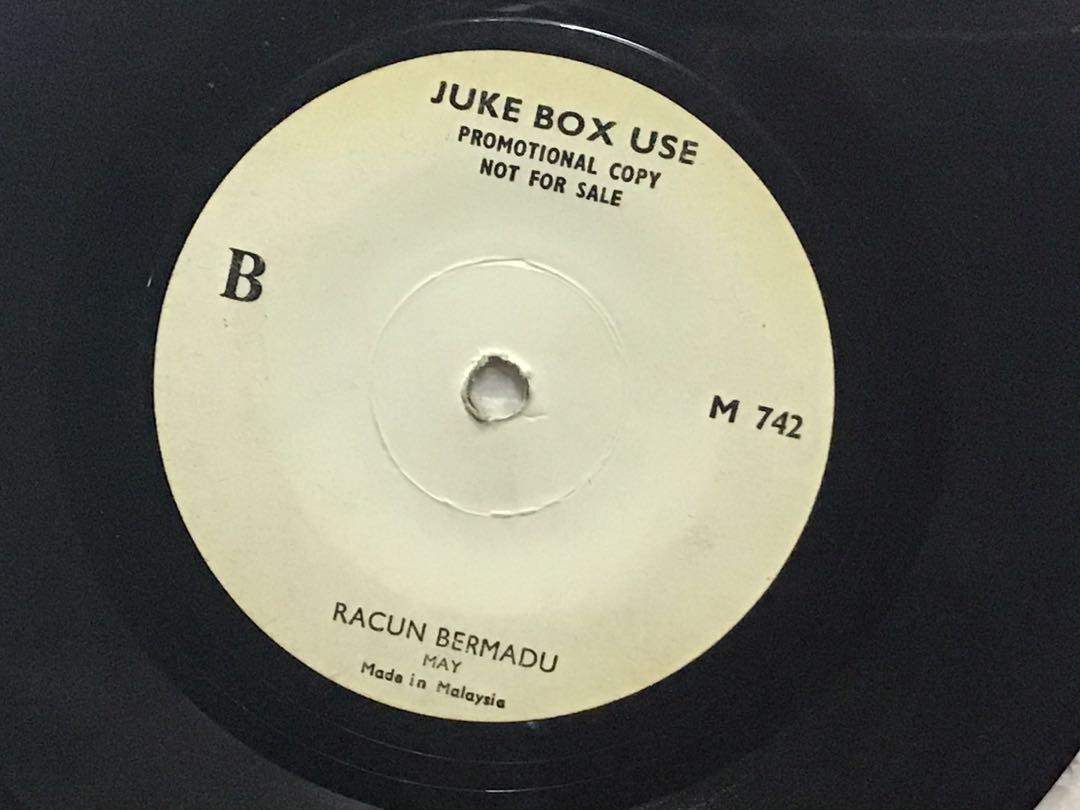 JUKE BOX USE
PROMOTIONAL COPY
NOT FOR SALE
B
M 742
RACUN BERMADU
MAY
Made in Malaysia